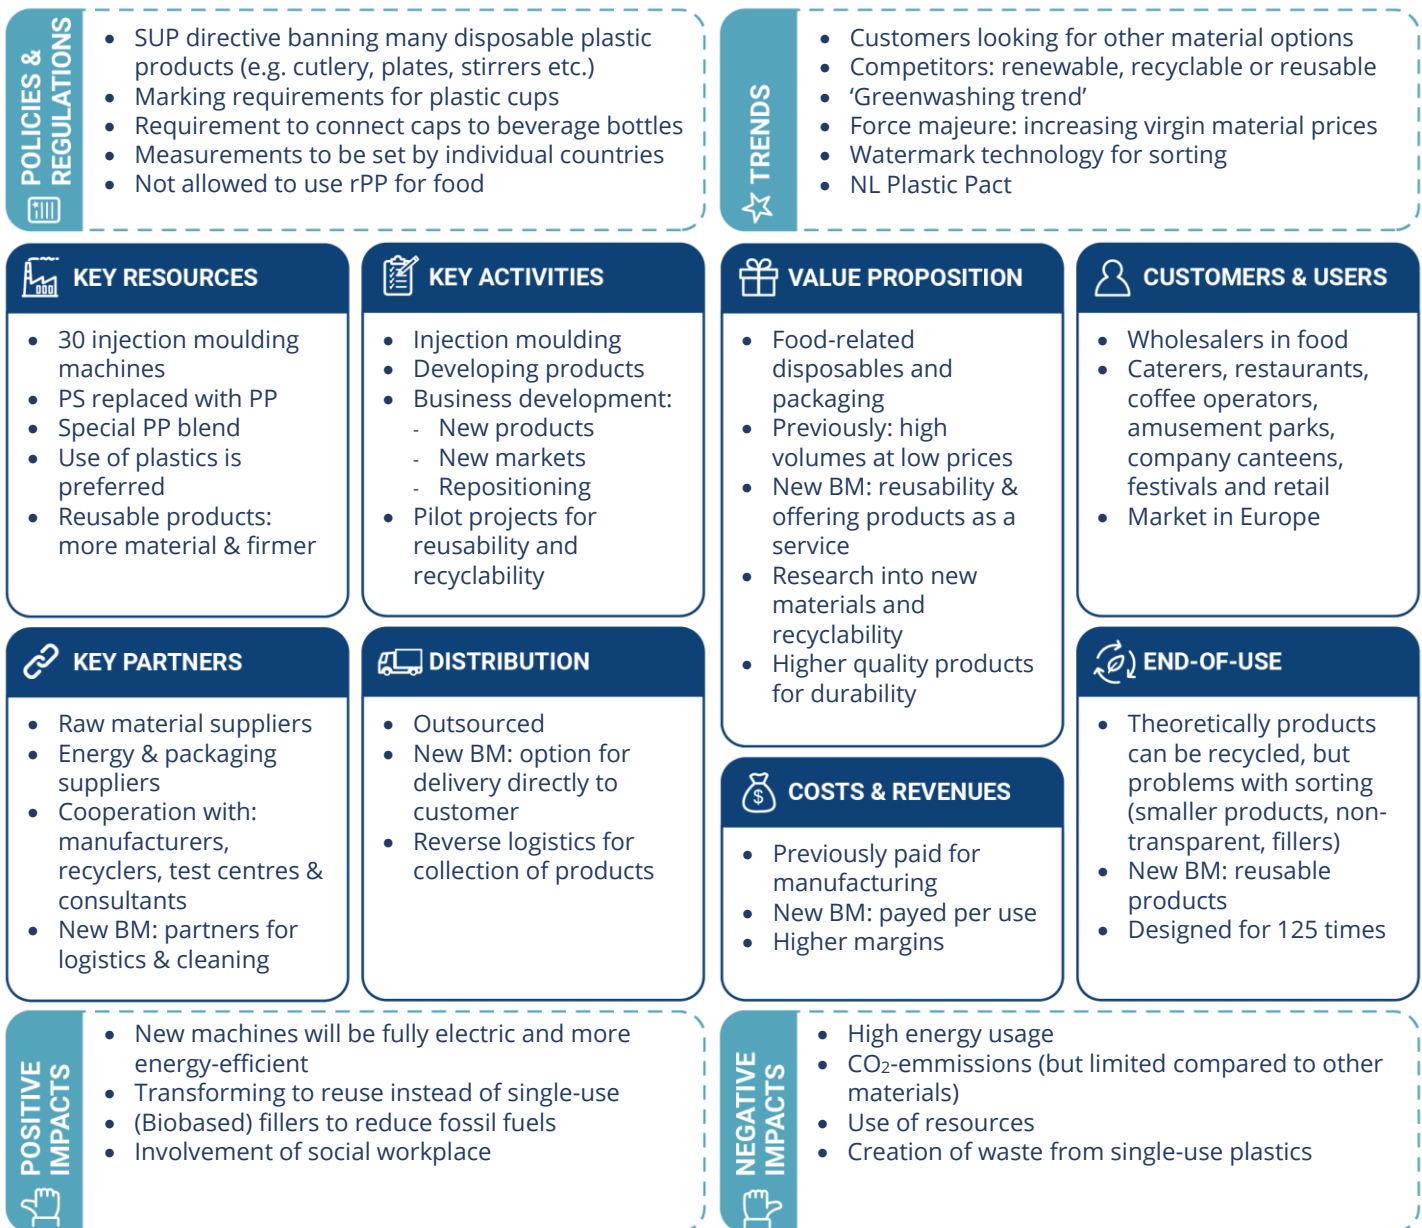 POLICIES &
REGULATIONS
• SUP directive banning many disposable plastic
products (e.g. cutlery, plates, stirrers etc.)
• Marking requirements for plastic cups
• Requirement to connect caps to beverage bottles
• Measurements to be set by individual countries
• Not allowed to use rPP for food
TRENDS
• Customers looking for other material options
• Competitors: renewable, recyclable or reusable
• ‘Greenwashing trend’
• Force majeure: increasing virgin material prices
• Watermark technology for sorting
• NL Plastic Pact
KEY RESOURCES
• 30 injection moulding
machines
• PS replaced with PP
• Special PP blend
• Use of plastics is
preferred
• Reusable products:
more material & firmer
KEY ACTIVITIES
• Injection moulding
• Developing products
• Business development:
- New products
- New markets
- Repositioning
• Pilot projects for
reusability and
recyclability
VALUE PROPOSITION
• Food-related
disposables and
packaging
• Previously: high
volumes at low prices
• New BM: reusability &
offering products as a
service
• Research into new
materials and
recyclability
• Higher quality products
for durability
CUSTOMERS & USERS
• Wholesalers in food
• Caterers, restaurants,
coffee operators,
amusement parks,
company canteens,
festivals and retail
• Market in Europe
KEY PARTNERS
• Raw material suppliers
• Energy & packaging
suppliers
• Cooperation with:
manufacturers,
recyclers, test centres &
consultants
• New BM: partners for
logistics & cleaning
DISTRIBUTION
• Outsourced
• New BM: option for
delivery directly to
customer
• Reverse logistics for
collection of products
$
COSTS & REVENUES
• Previously paid for
manufacturing
• New BM: payed per use
• Higher margins
END-OF-USE
• Theoretically products
can be recycled, but
problems with sorting
(smaller products, non-
transparent, fillers)
• New BM: reusable
products
• Designed for 125 times
POSITIVE
IMPACTS
• New machines will be fully electric and more
energy-efficient
• Transforming to reuse instead of single-use
• (Biobased) fillers to reduce fossil fuels
• Involvement of social workplace
NEGATIVE
IMPACTS
• High energy usage
• CO₂-emmissions (but limited compared to other
materials)
• Use of resources
• Creation of waste from single-use plastics